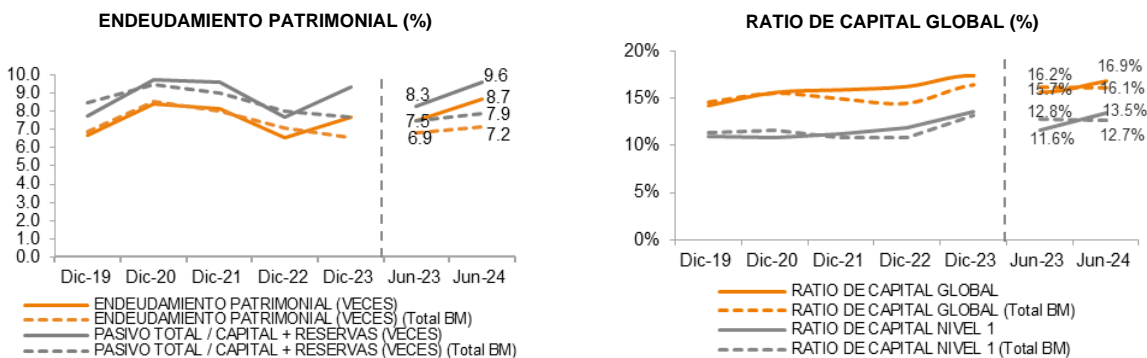 ENDEUDAMIENTO PATRIMONIAL (%)
10.0
9.0
8.0
7.0
6.0
5.0
4.0
3.0
2.0
1.0
0.0
8.3
7.5
6.9
9.6
8.7
7.9
7.2
Dic-19 Dic-20 Dic-21 Dic-22 Dic-23 Jun-23 Jun-24
ENDEUDAMIENTO PATRIMONIAL (VECES)
ENDEUDAMIENTO PATRIMONIAL (VECES) (Total BM)
PASIVO TOTAL / CAPITAL + RESERVAS (VECES)
PASIVO TOTAL / CAPITAL + RESERVAS (VECES) (Total BM)
RATIO DE CAPITAL GLOBAL (%)
20%
15%
10%
5%
0%
16.2%
15.7%
12.8%
11.6%
16.9%
16.1%
13.5%
12.7%
Dic-19 Dic-20 Dic-21 Dic-22 Dic-23 Jun-23 Jun-24
RATIO DE CAPITAL GLOBAL
RATIO DE CAPITAL GLOBAL (Total BM)
RATIO DE CAPITAL NIVEL 1
RATIO DE CAPITAL NIVEL 1 (Total BM)